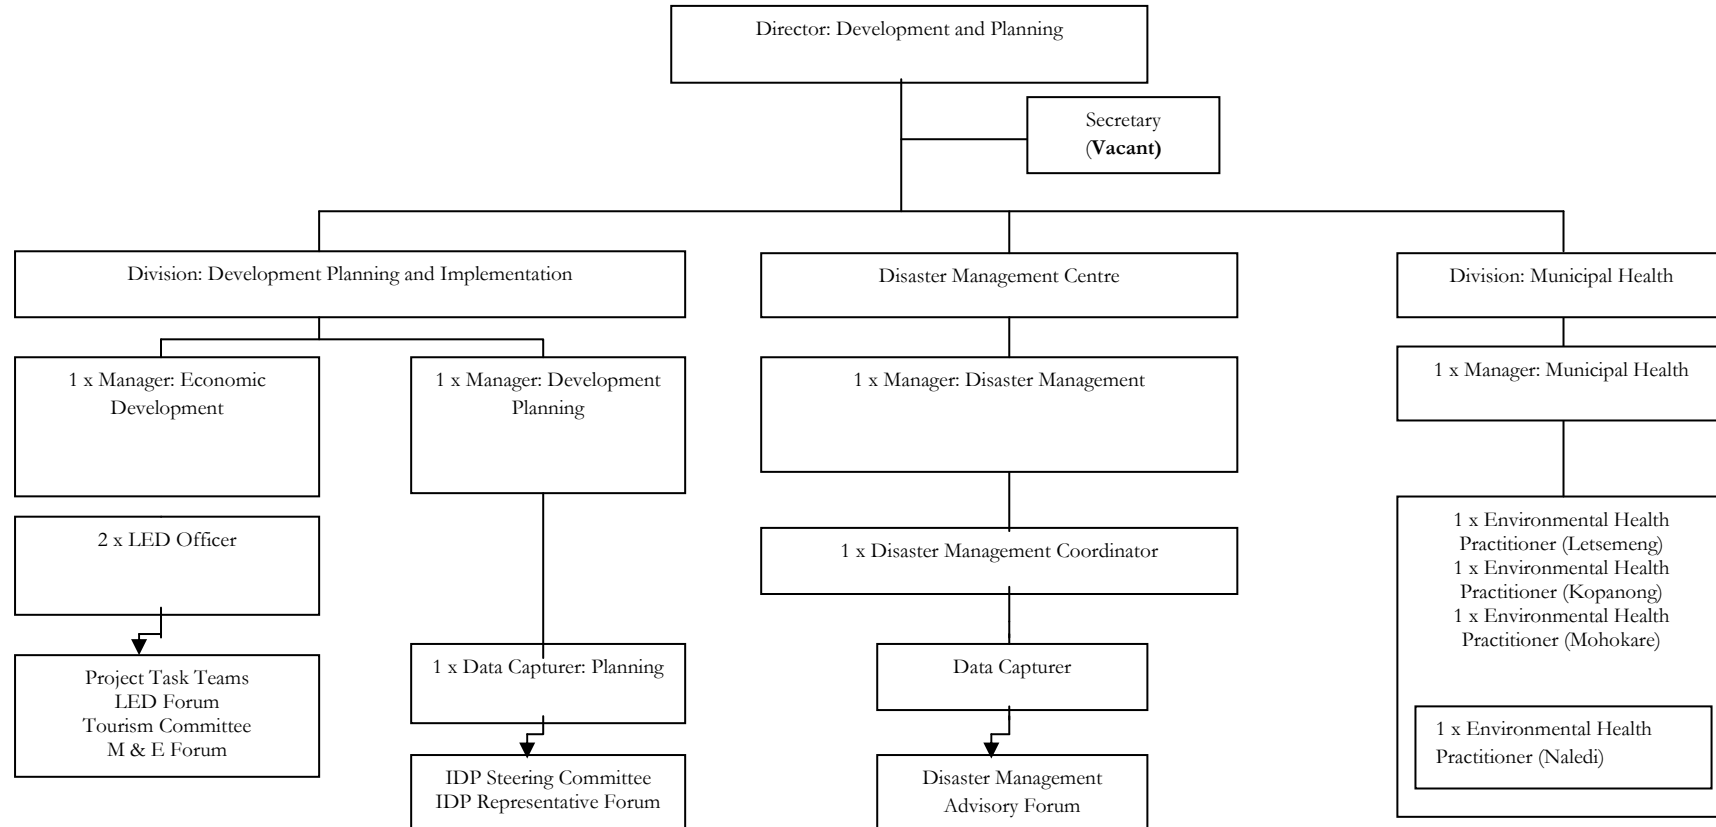 Director: Development and Planning
Secretary
(Vacant)
Division: Development Planning and Implementation
Disaster Management Centre
Division: Municipal Health
1 x Manager: Economic
Development
1 x Manager: Development
Planning
1 x Manager: Disaster Management
1 x Manager: Municipal Health
2 x LED Officer
1 x Disaster Management Coordinator
1 x Environmental Health
Practitioner (Letsemeng)
1 x Environmental Health
Practitioner (Kopanong)
1 x Environmental Health
Practitioner (Mohokare)
Project Task Teams
LED Forum
Tourism Committee
M & E Forum
1 x Data Capturer: Planning
Data Capturer
1 x Environmental Health
Practitioner (Naledi)
IDP Steering Committee
IDP Representative Forum
Disaster Management
Advisory Forum